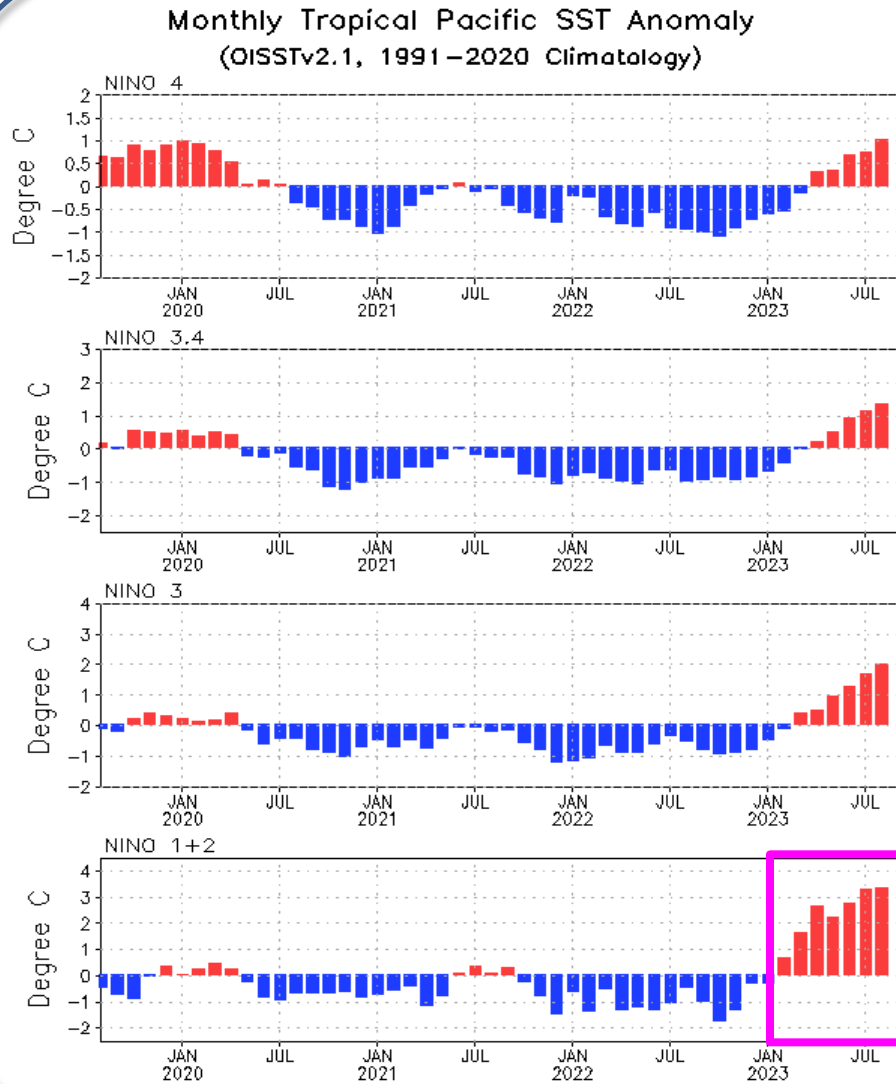 Monthly Tropical Pacific SST Anomaly
(OISSTv2.1, 1991-2020 Climatology)
NINO 4
Degree C
2
1.5
1
0.5
0
-0.5
-1
-1.5
-2
JAN JUL JAN JUL JAN JUL JAN JUL
2020 2021 2022 2023
NINO 3.4
Degree C
3
2
1
0
-1
-2
JAN JUL JAN JUL JAN JUL JAN JUL
2020 2021 2022 2023
NINO 3
Degree C
4
3
2
1
0
-1
-2
JAN JUL JAN JUL JAN JUL JAN JUL
2020 2021 2022 2023
NINO 1+2
Degree C
4
3
2
1
0
-1
-2
JAN JUL JAN JUL JAN JUL JAN JUL
2020 2021 2022 2023